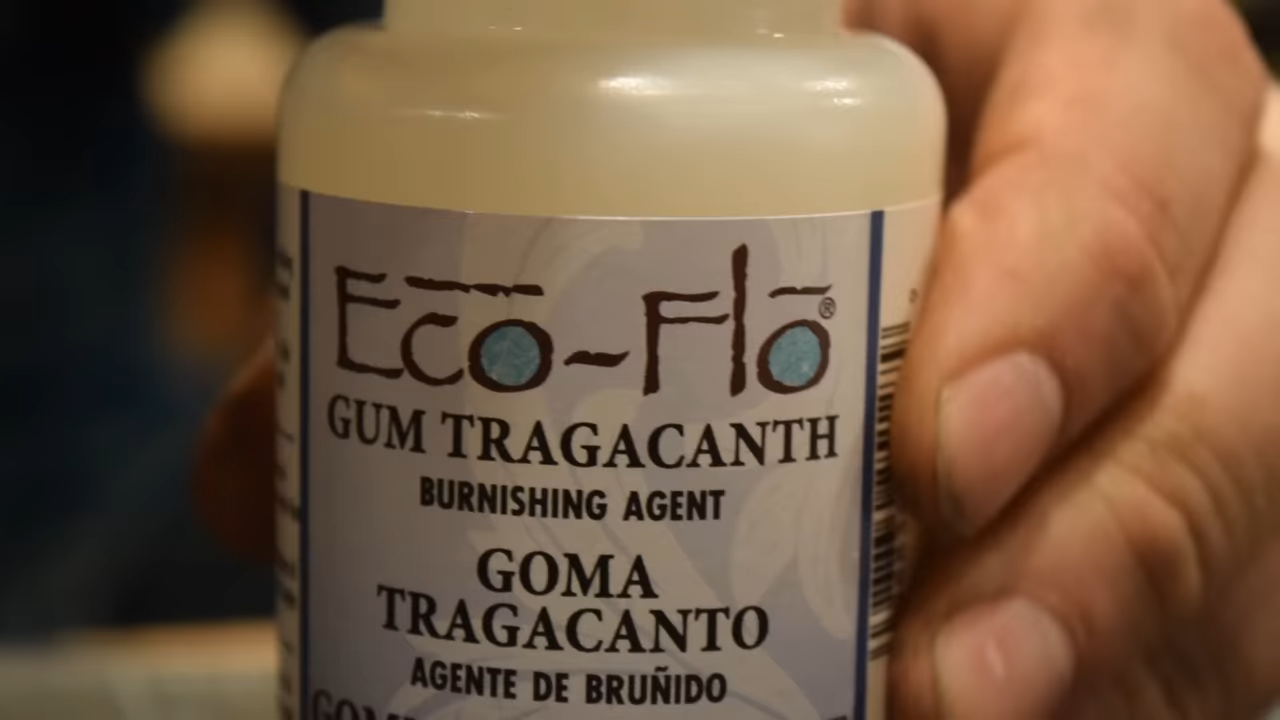 Eco-Flo®
GUM TRAGACANTH
BURNISHING AGENT
GOMA
TRAGACANTO
AGENTE DE BRUÑIDO